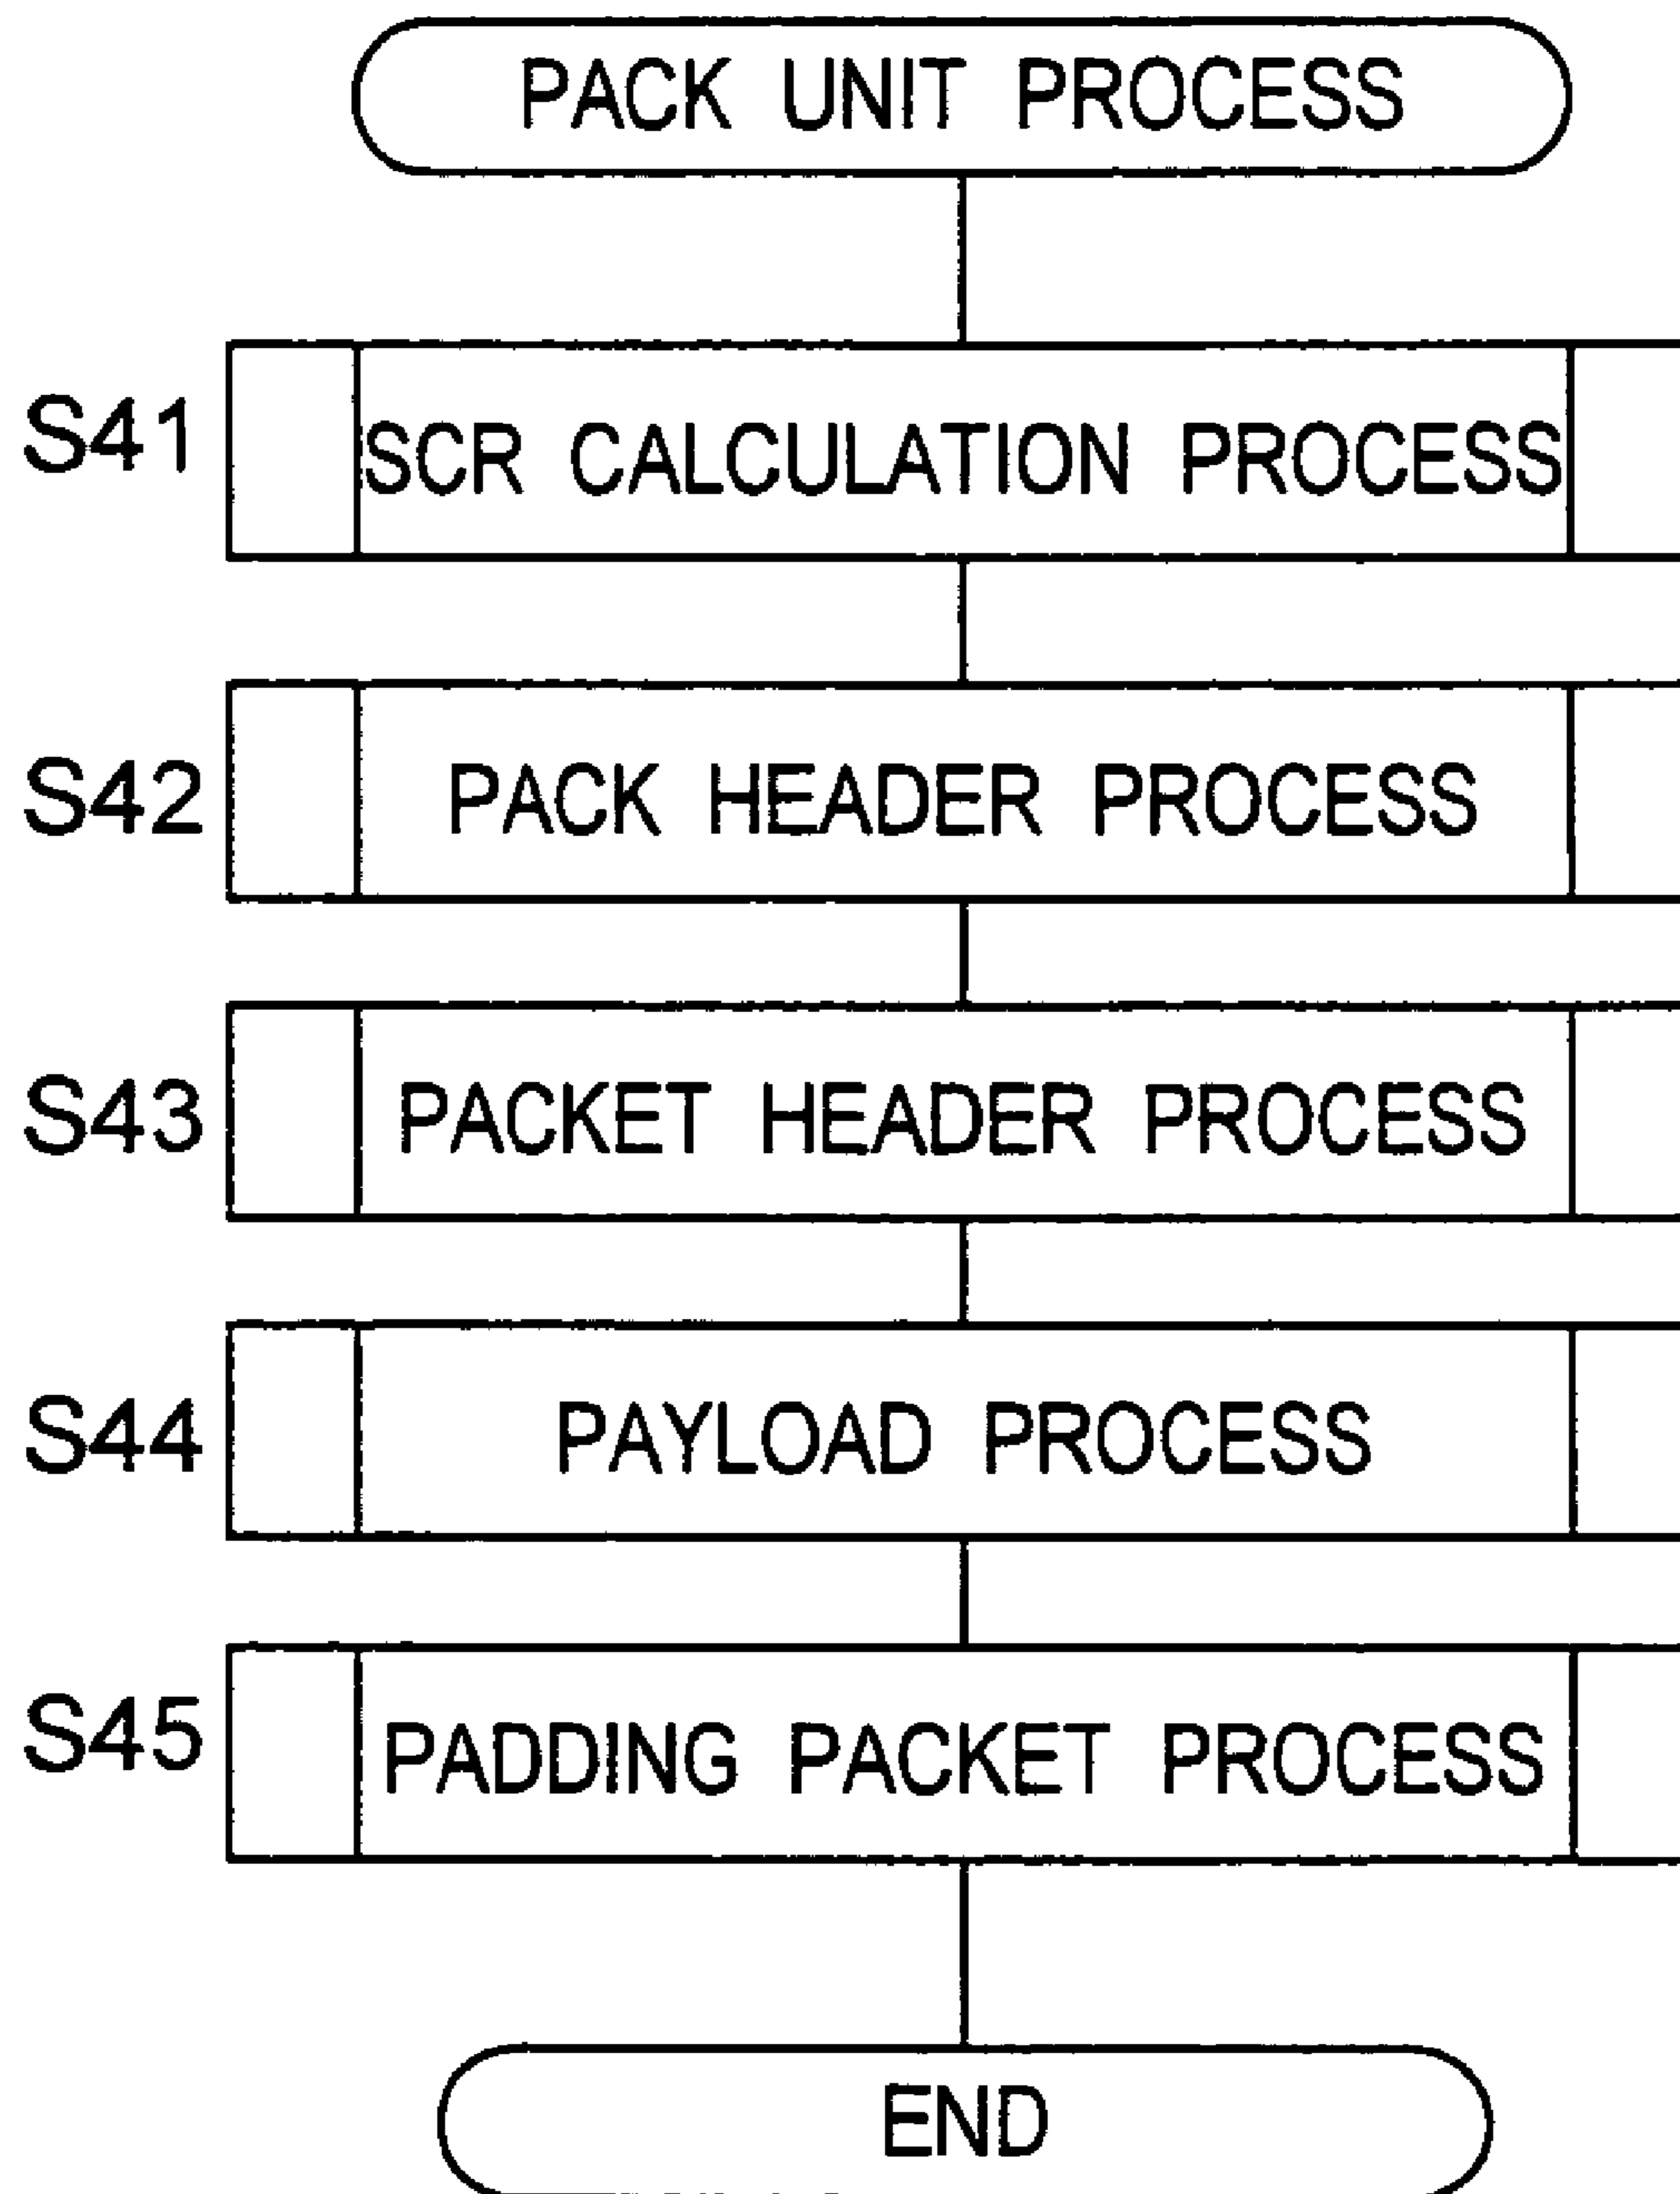 PACK UNIT PROCESS
S41 SCR CALCULATION PROCESS
S42 PACK HEADER PROCESS
S43 PACKET HEADER PROCESS
S44 PAYLOAD PROCESS
S45 PADDING PACKET PROCESS
END